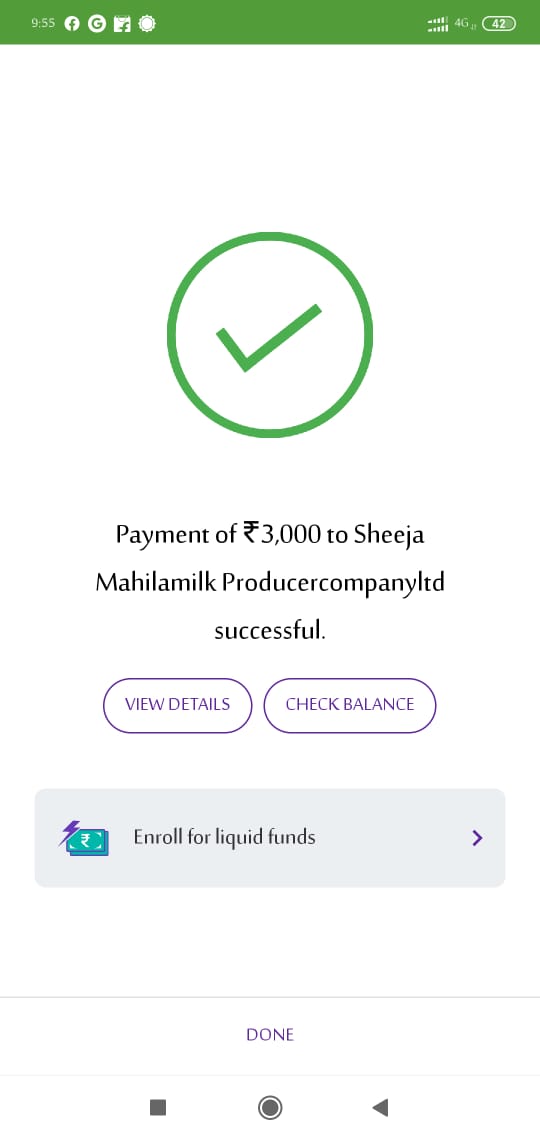 9:55 4G 42
Payment of ₹3,000 to Sheeja
Mahilamilk Producercompanyltd
successful.
VIEW DETAILS CHECK BALANCE
Enroll for liquid funds
DONE